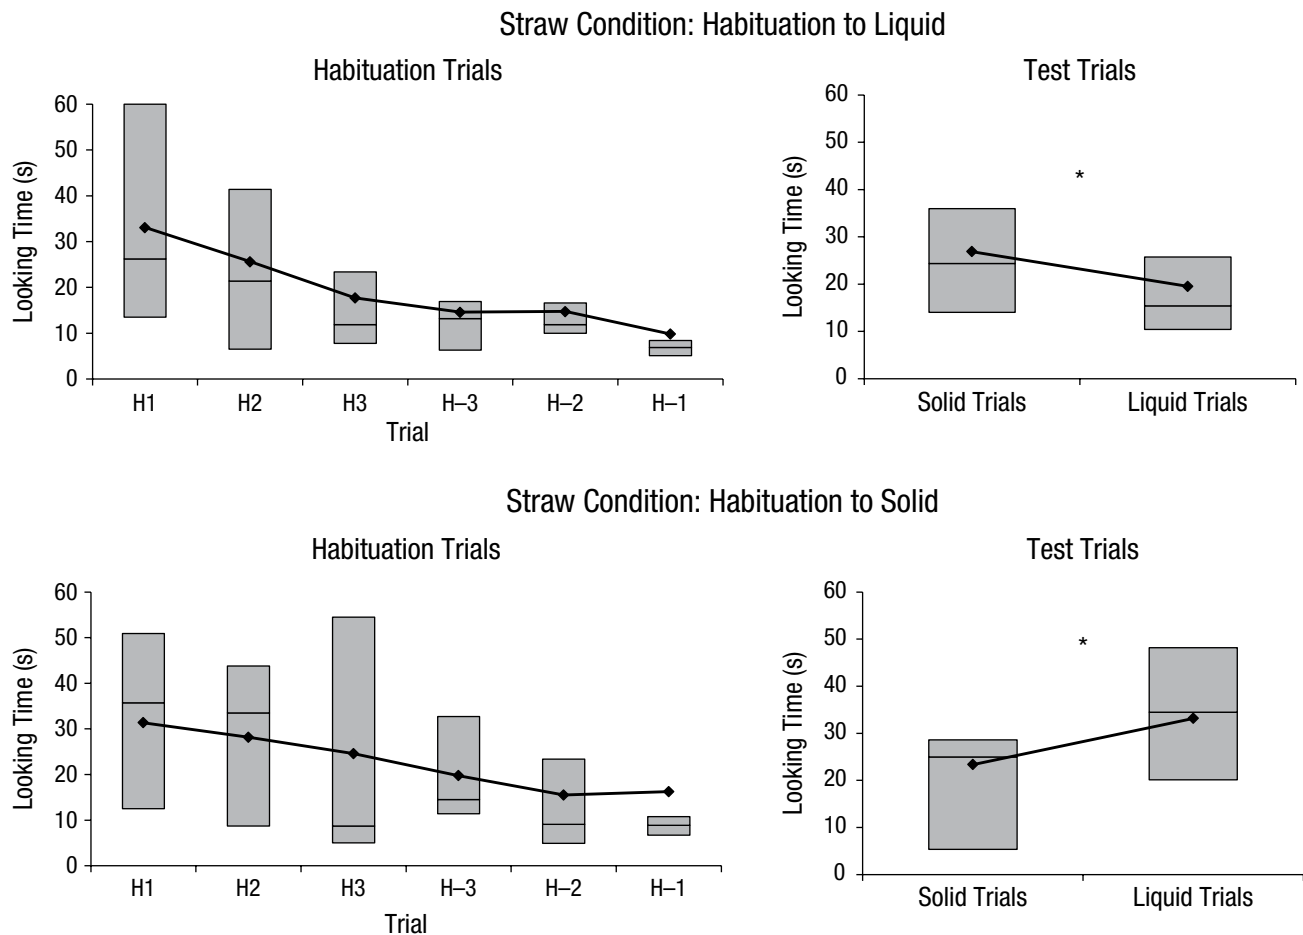 Straw Condition: Habituation to Liquid
Habituation Trials
Looking Time (s)
60
50
40
30
20
10
0
H1 H2 H3 H–3 H–2 H–1
Trial
Test Trials
Looking Time (s)
60
50
40
30
20
10
0
*
Solid Trials Liquid Trials
Straw Condition: Habituation to Solid
Habituation Trials
Looking Time (s)
60
50
40
30
20
10
0
H1 H2 H3 H–3 H–2 H–1
Trial
Test Trials
Looking Time (s)
60
50
40
30
20
10
0
*
Solid Trials Liquid Trials